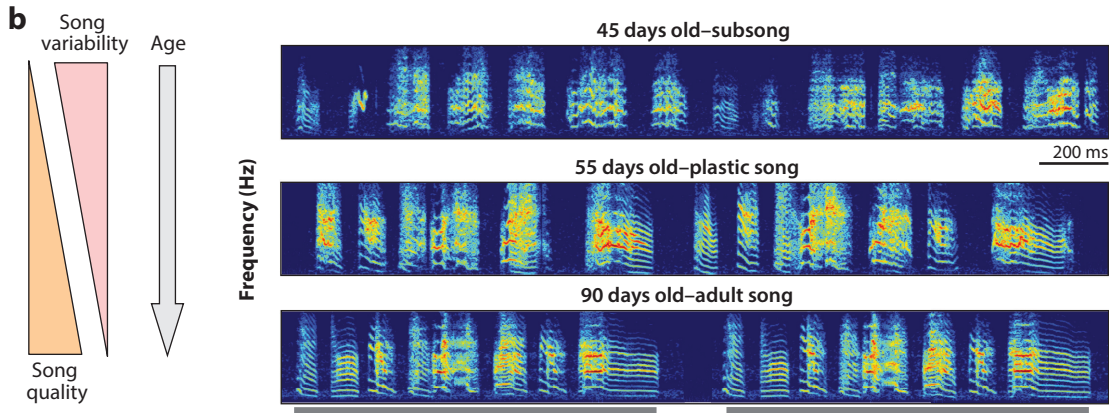 b
Song
variability
Age
Song
quality
Frequency (Hz)
45 days old–subsong
200 ms
55 days old–plastic song
90 days old–adult song